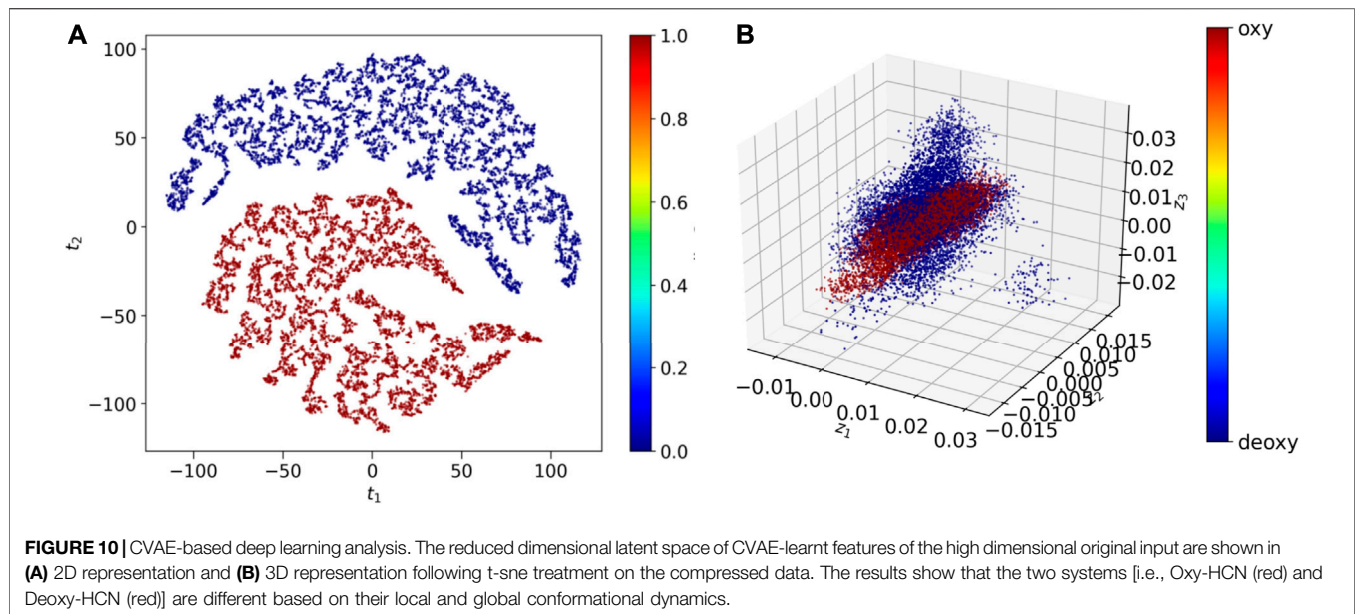 A
100
50
0
−50
−100
t₂
−100 −50 0 50 100
t₁
1.0
0.8
0.6
0.4
0.2
0.0
B
0.03
0.02
0.01
0.00
−0.01
−0.02
z₃
−0.01 0.00 0.01 0.02 0.03
z₁
0.015
0.010
0.005
0.000
−0.005
−0.010
−0.015
oxy
deoxy
FIGURE 10 | CVAE-based deep learning analysis. The reduced dimensional latent space of CVAE-learnt features of the high dimensional original input are shown in
(A) 2D representation and (B) 3D representation following t-sne treatment on the compressed data. The results show that the two systems [i.e., Oxy-HCN (red) and
Deoxy-HCN (red)] are different based on their local and global conformational dynamics.